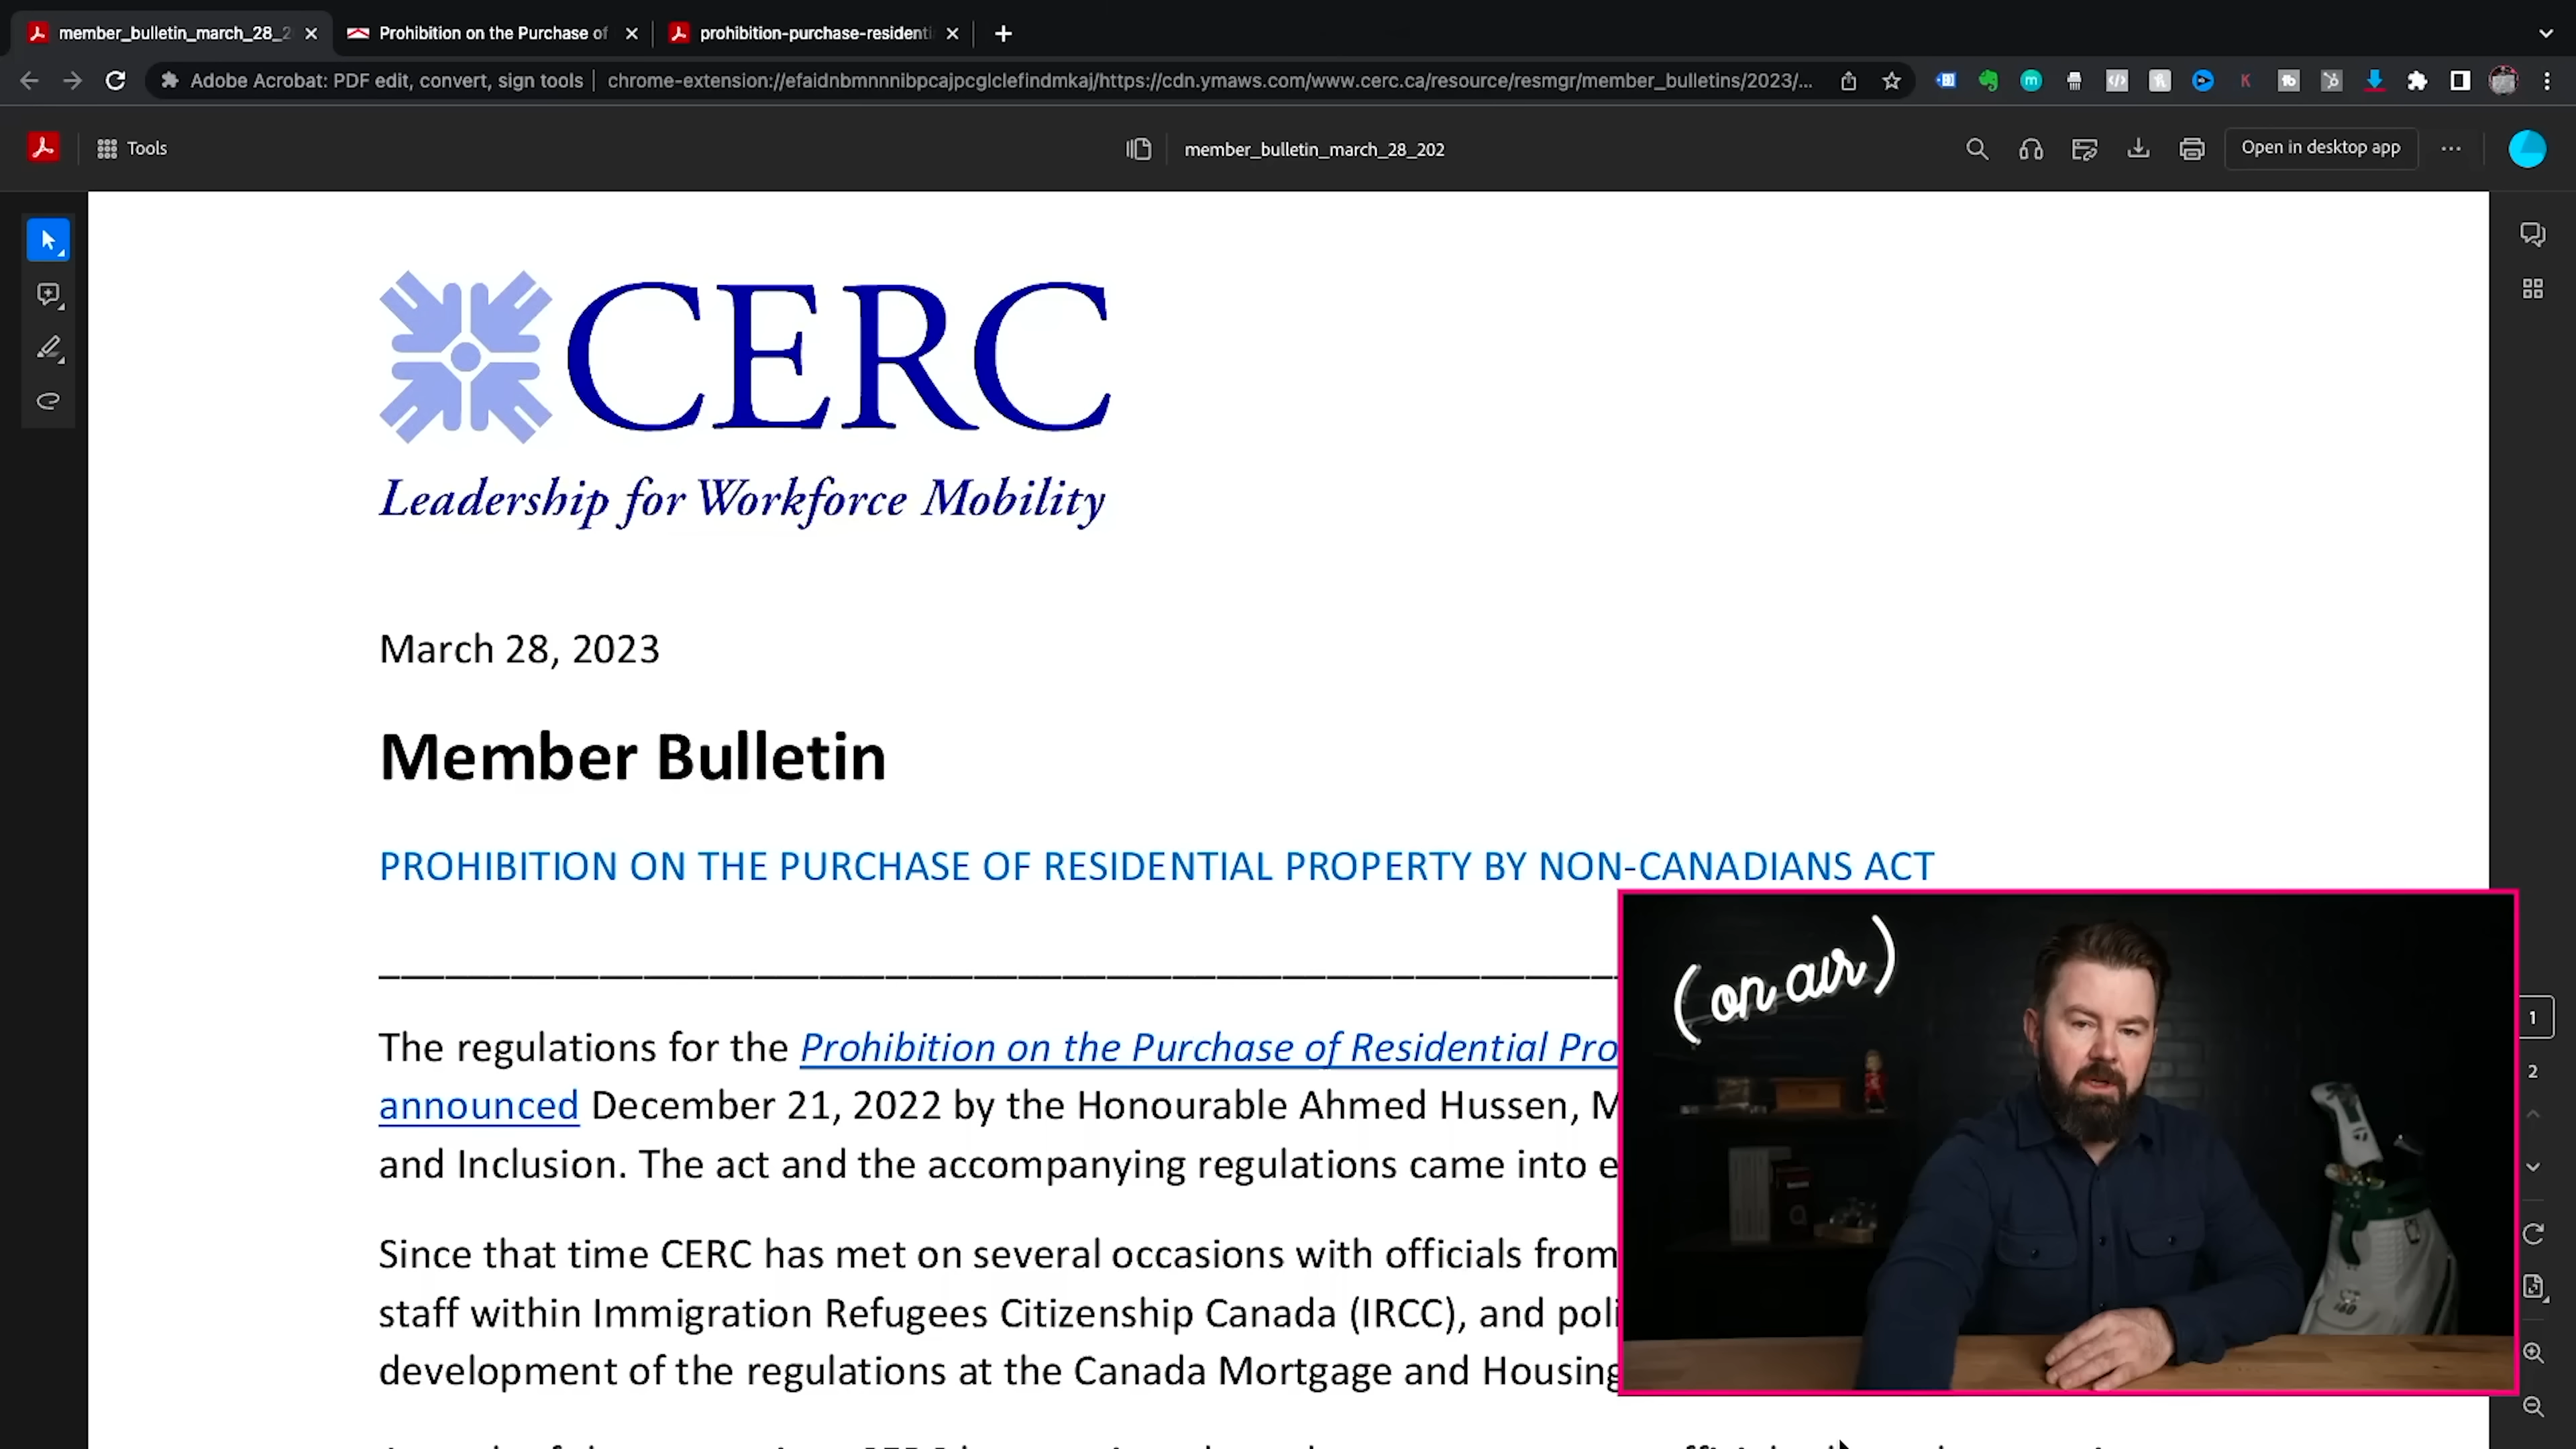 member_bulletin_march_28_2
Prohibition on the Purchase of
prohibition-purchase-residenti
Adobe Acrobat: PDF edit, convert, sign tools
chrome-extension://efaidnbmnnnibpcajpcglclefindmkaj/https://cdn.ymaws.com/www.cerc.ca/resource/resmgr/member_bulletins/2023/...
Tools
member_bulletin_march_28_202
Open in desktop app
CERC
Leadership for Workforce Mobility
March 28, 2023
Member Bulletin
PROHIBITION ON THE PURCHASE OF RESIDENTIAL PROPERTY BY NON-CANADIANS ACT
The regulations for the Prohibition on the Purchase of Residential Pro
announced December 21, 2022 by the Honourable Ahmed Hussen, M
and Inclusion. The act and the accompanying regulations came into e
Since that time CERC has met on several occasions with officials from
staff within Immigration Refugees Citizenship Canada (IRCC), and poli
development of the regulations at the Canada Mortgage and Housing
(on air)
1
2